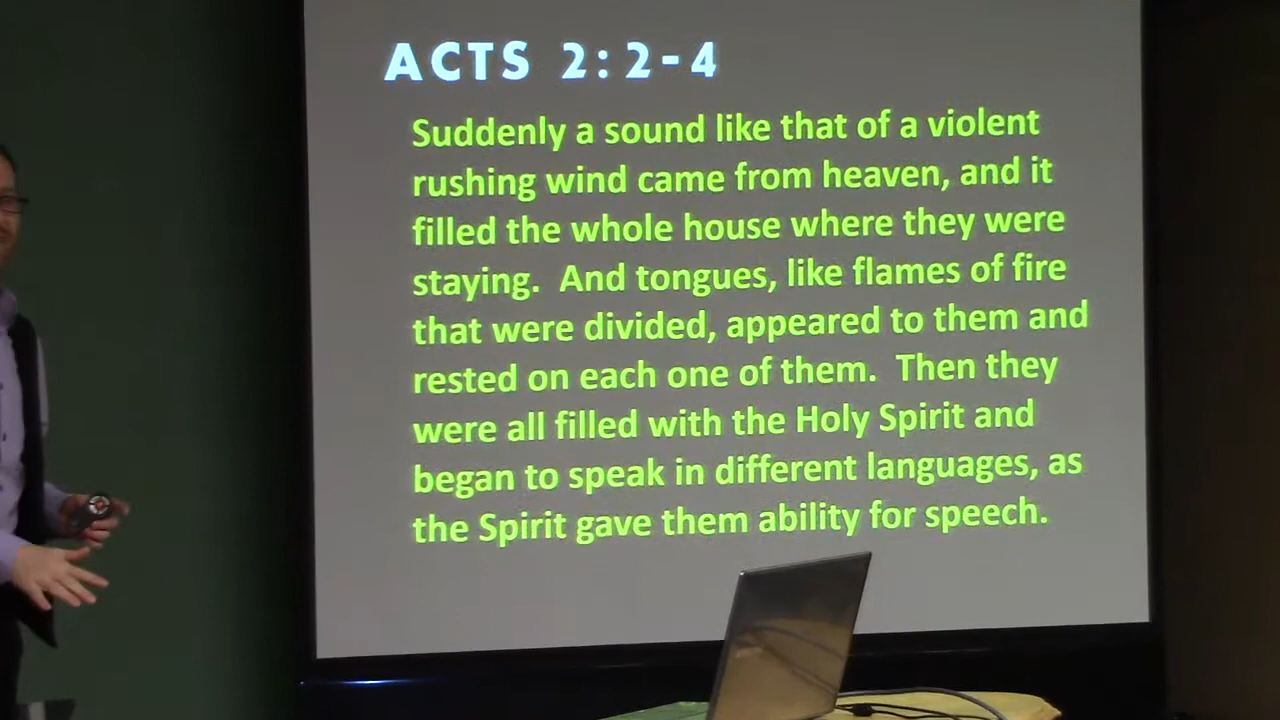 ACTS 2:2-4
Suddenly a sound like that of a violent
rushing wind came from heaven, and it
filled the whole house where they were
staying. And tongues, like flames of fire
that were divided, appeared to them and
rested on each one of them. Then they
were all filled with the Holy Spirit and
began to speak in different languages, as
the Spirit gave them ability for speech.